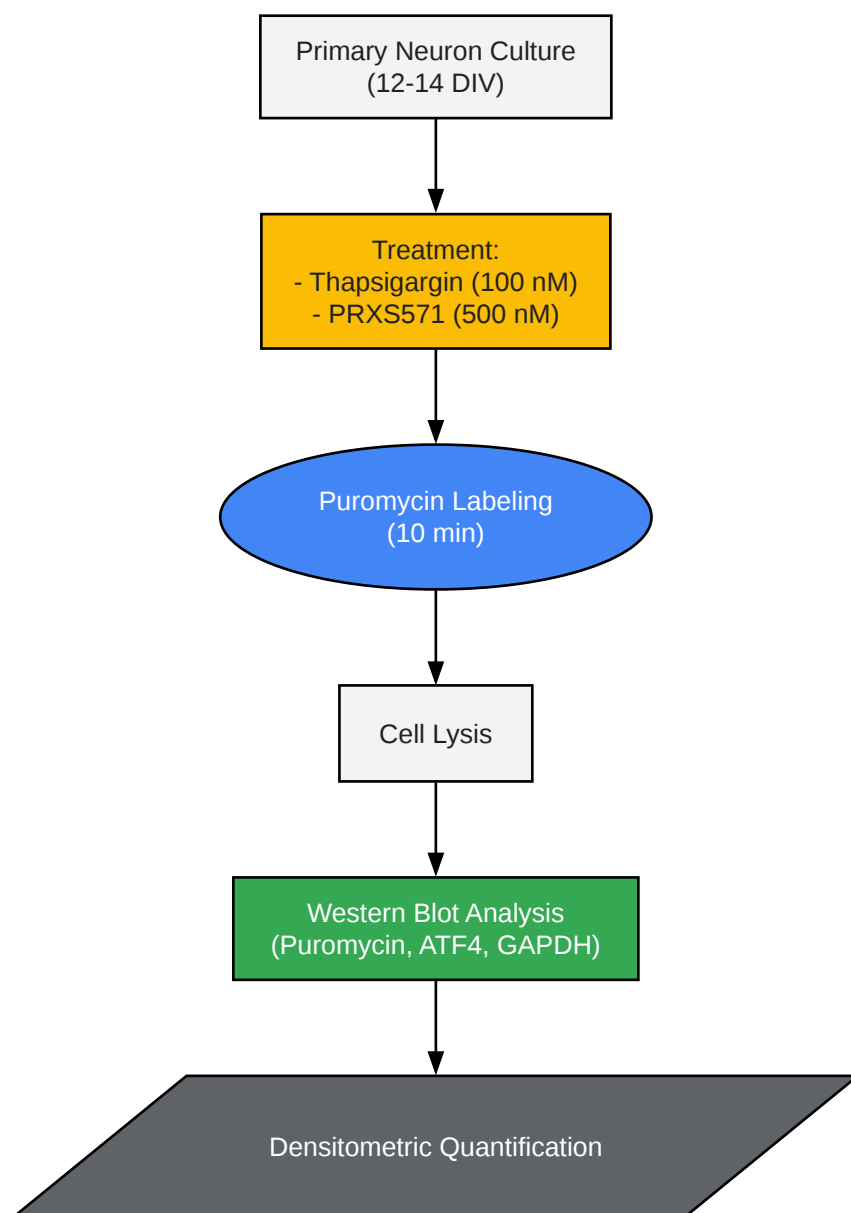 Primary Neuron Culture
(12-14 DIV)
Treatment:
- Thapsigargin (100 nM)
- PRXS571 (500 nM)
Puromycin Labeling
(10 min)
Cell Lysis
Western Blot Analysis
(Puromycin, ATF4, GAPDH)
Densitometric Quantification